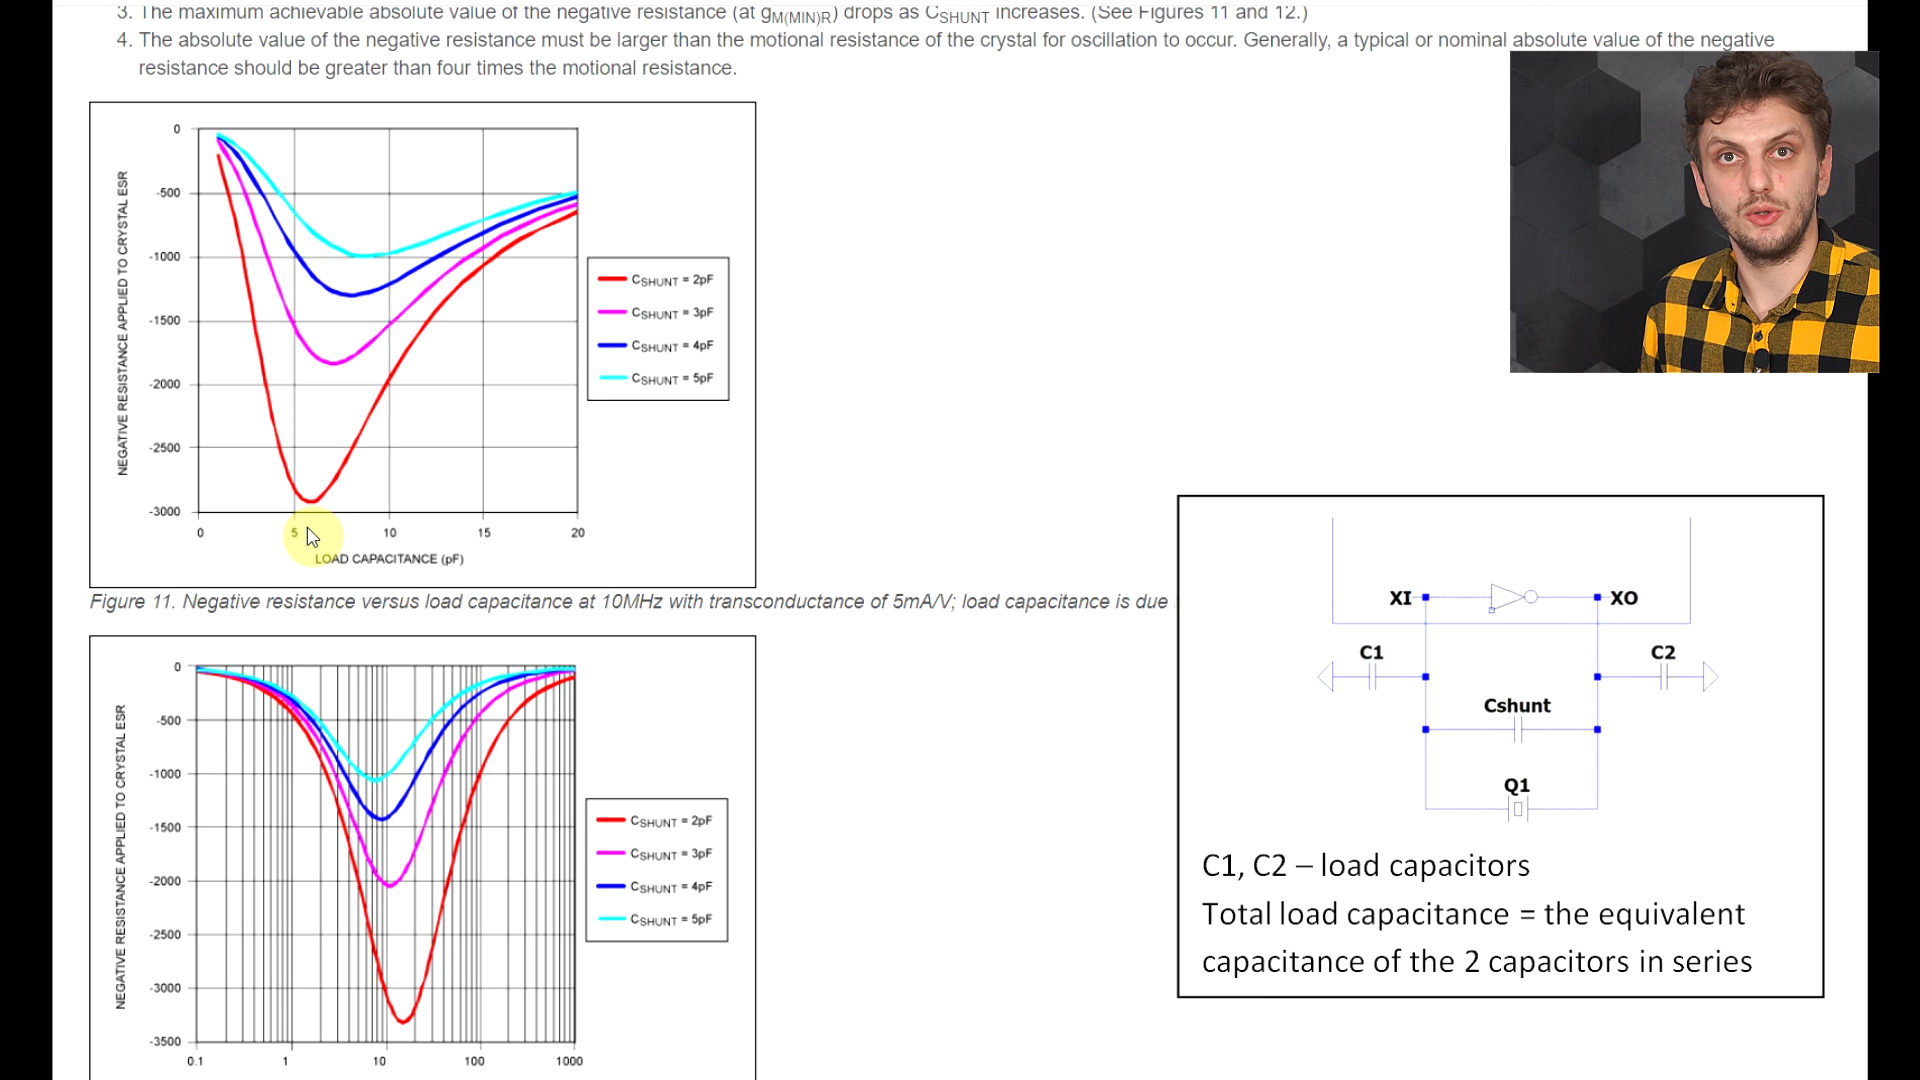 3. The maximum achievable absolute value of the negative resistance (at gM(MIN)R) drops as CSHUNT increases. (See Figures 11 and 12.)
4. The absolute value of the negative resistance must be larger than the motional resistance of the crystal for oscillation to occur. Generally, a typical or nominal absolute value of the negative
resistance should be greater than four times the motional resistance.
NEGATIVE RESISTANCE APPLIED TO CRYSTAL ESR
0
-500
-1000
-1500
-2000
-2500
-3000
0 5 10 15 20
LOAD CAPACITANCE (pF)
CSHUNT = 2pF
CSHUNT = 3pF
CSHUNT = 4pF
CSHUNT = 5pF
Figure 11. Negative resistance versus load capacitance at 10MHz with transconductance of 5mA/V; load capacitance is due
NEGATIVE RESISTANCE APPLIED TO CRYSTAL ESR
0
-500
-1000
-1500
-2000
-2500
-3000
-3500
0.1 1 10 100 1000
CSHUNT = 2pF
CSHUNT = 3pF
CSHUNT = 4pF
CSHUNT = 5pF
XI XO
C1 C2
Cshunt
Q1
C1, C2 – load capacitors
Total load capacitance = the equivalent
capacitance of the 2 capacitors in series